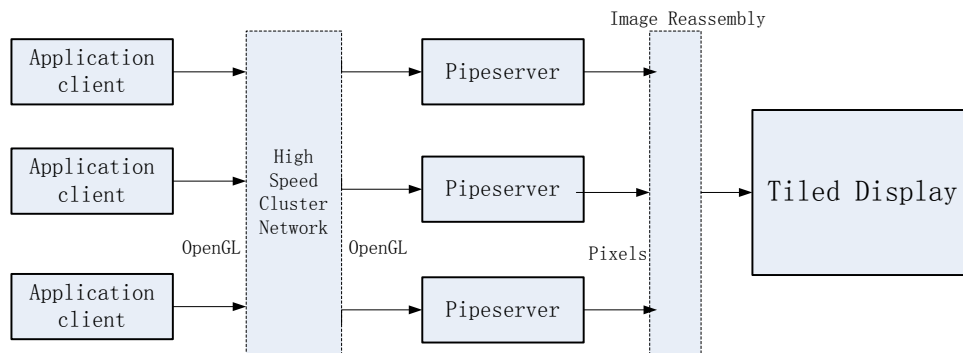 Image Reassembly
Application
client
Pipeserver
Application
client
High
Speed
Cluster
Network
Pipeserver
Tiled Display
OpenGL
OpenGL
Pixels
Application
client
Pipeserver